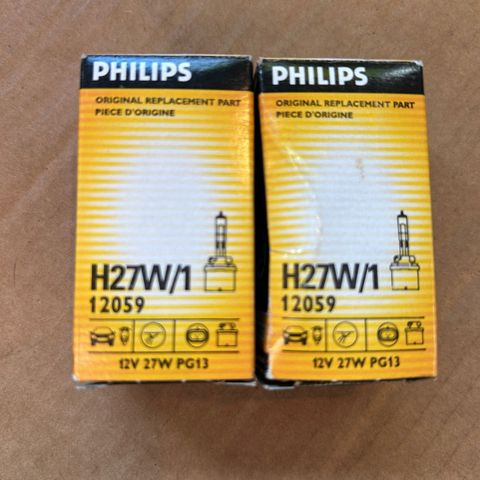 PHILIPS
ORIGINAL REPLACEMENT PART
PIECE D'ORIGINE
H27W/1
12059
12V 27W PG13
PHILIPS
ORIGINAL REPLACEMENT PART
PIECE D'ORIGINE
H27W/1
12059
12V 27W PG13